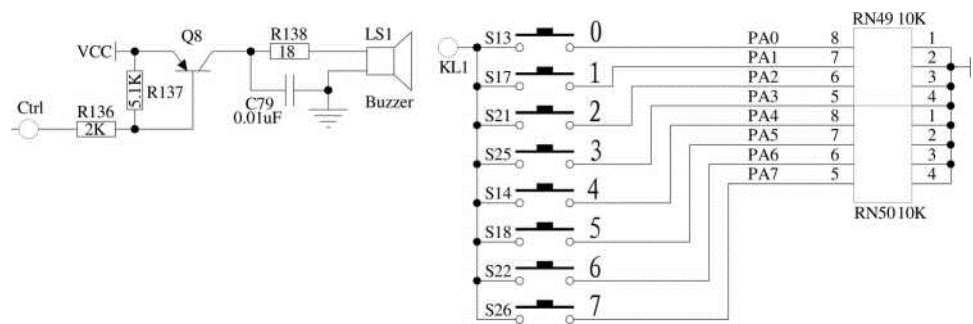 VCC
Q8
R138
18
LS1
Buzzer
5.1K
R137
C79
0.01uF
Ctrl
R136
2K
KL1
S13
0
S17
1
S21
2
S25
3
S14
4
S18
5
S22
6
S26
7
RN49 10K
PA0 8 1
PA1 7 2
PA2 6 3
PA3 5 4
PA4 8 1
PA5 7 2
PA6 6 3
PA7 5 4
RN50 10K